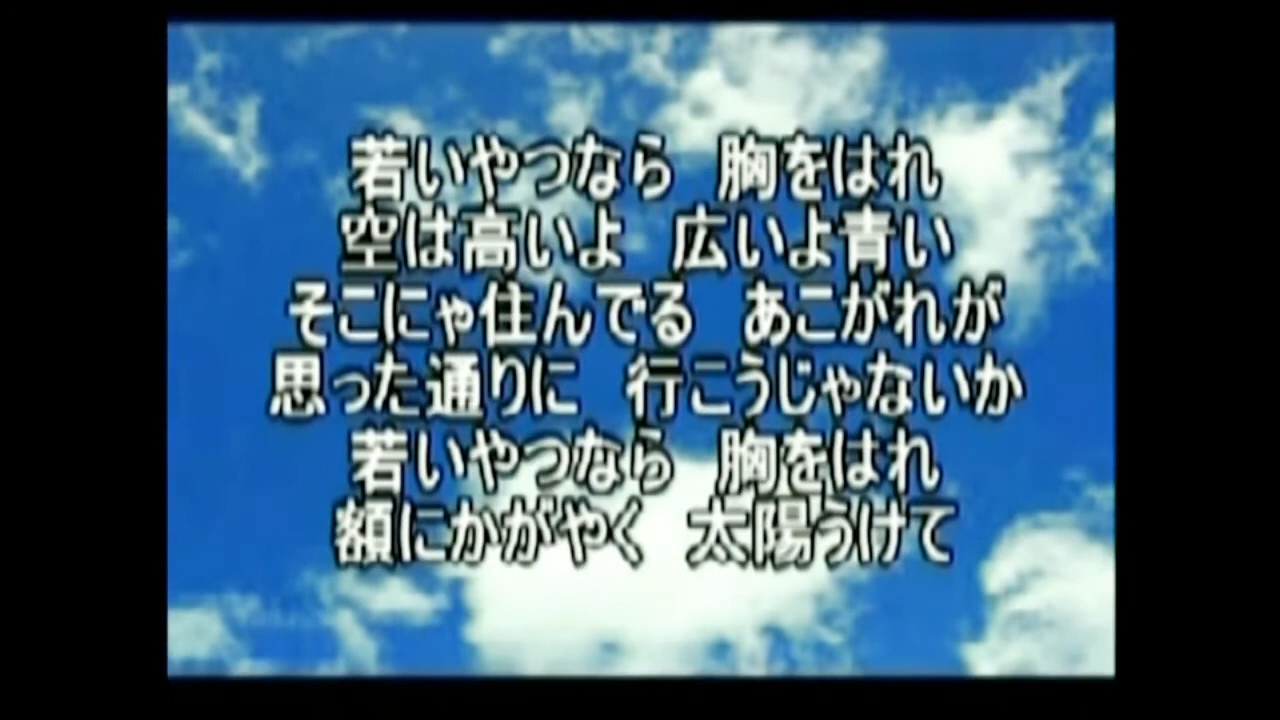 若いやつなら　胸をはれ
空は高いよ　広いよ青い
そこにゃ住んでる　あこがれが
思った通りに　行こうじゃないか
若いやつなら　胸をはれ
額にかがやく　太陽うけて